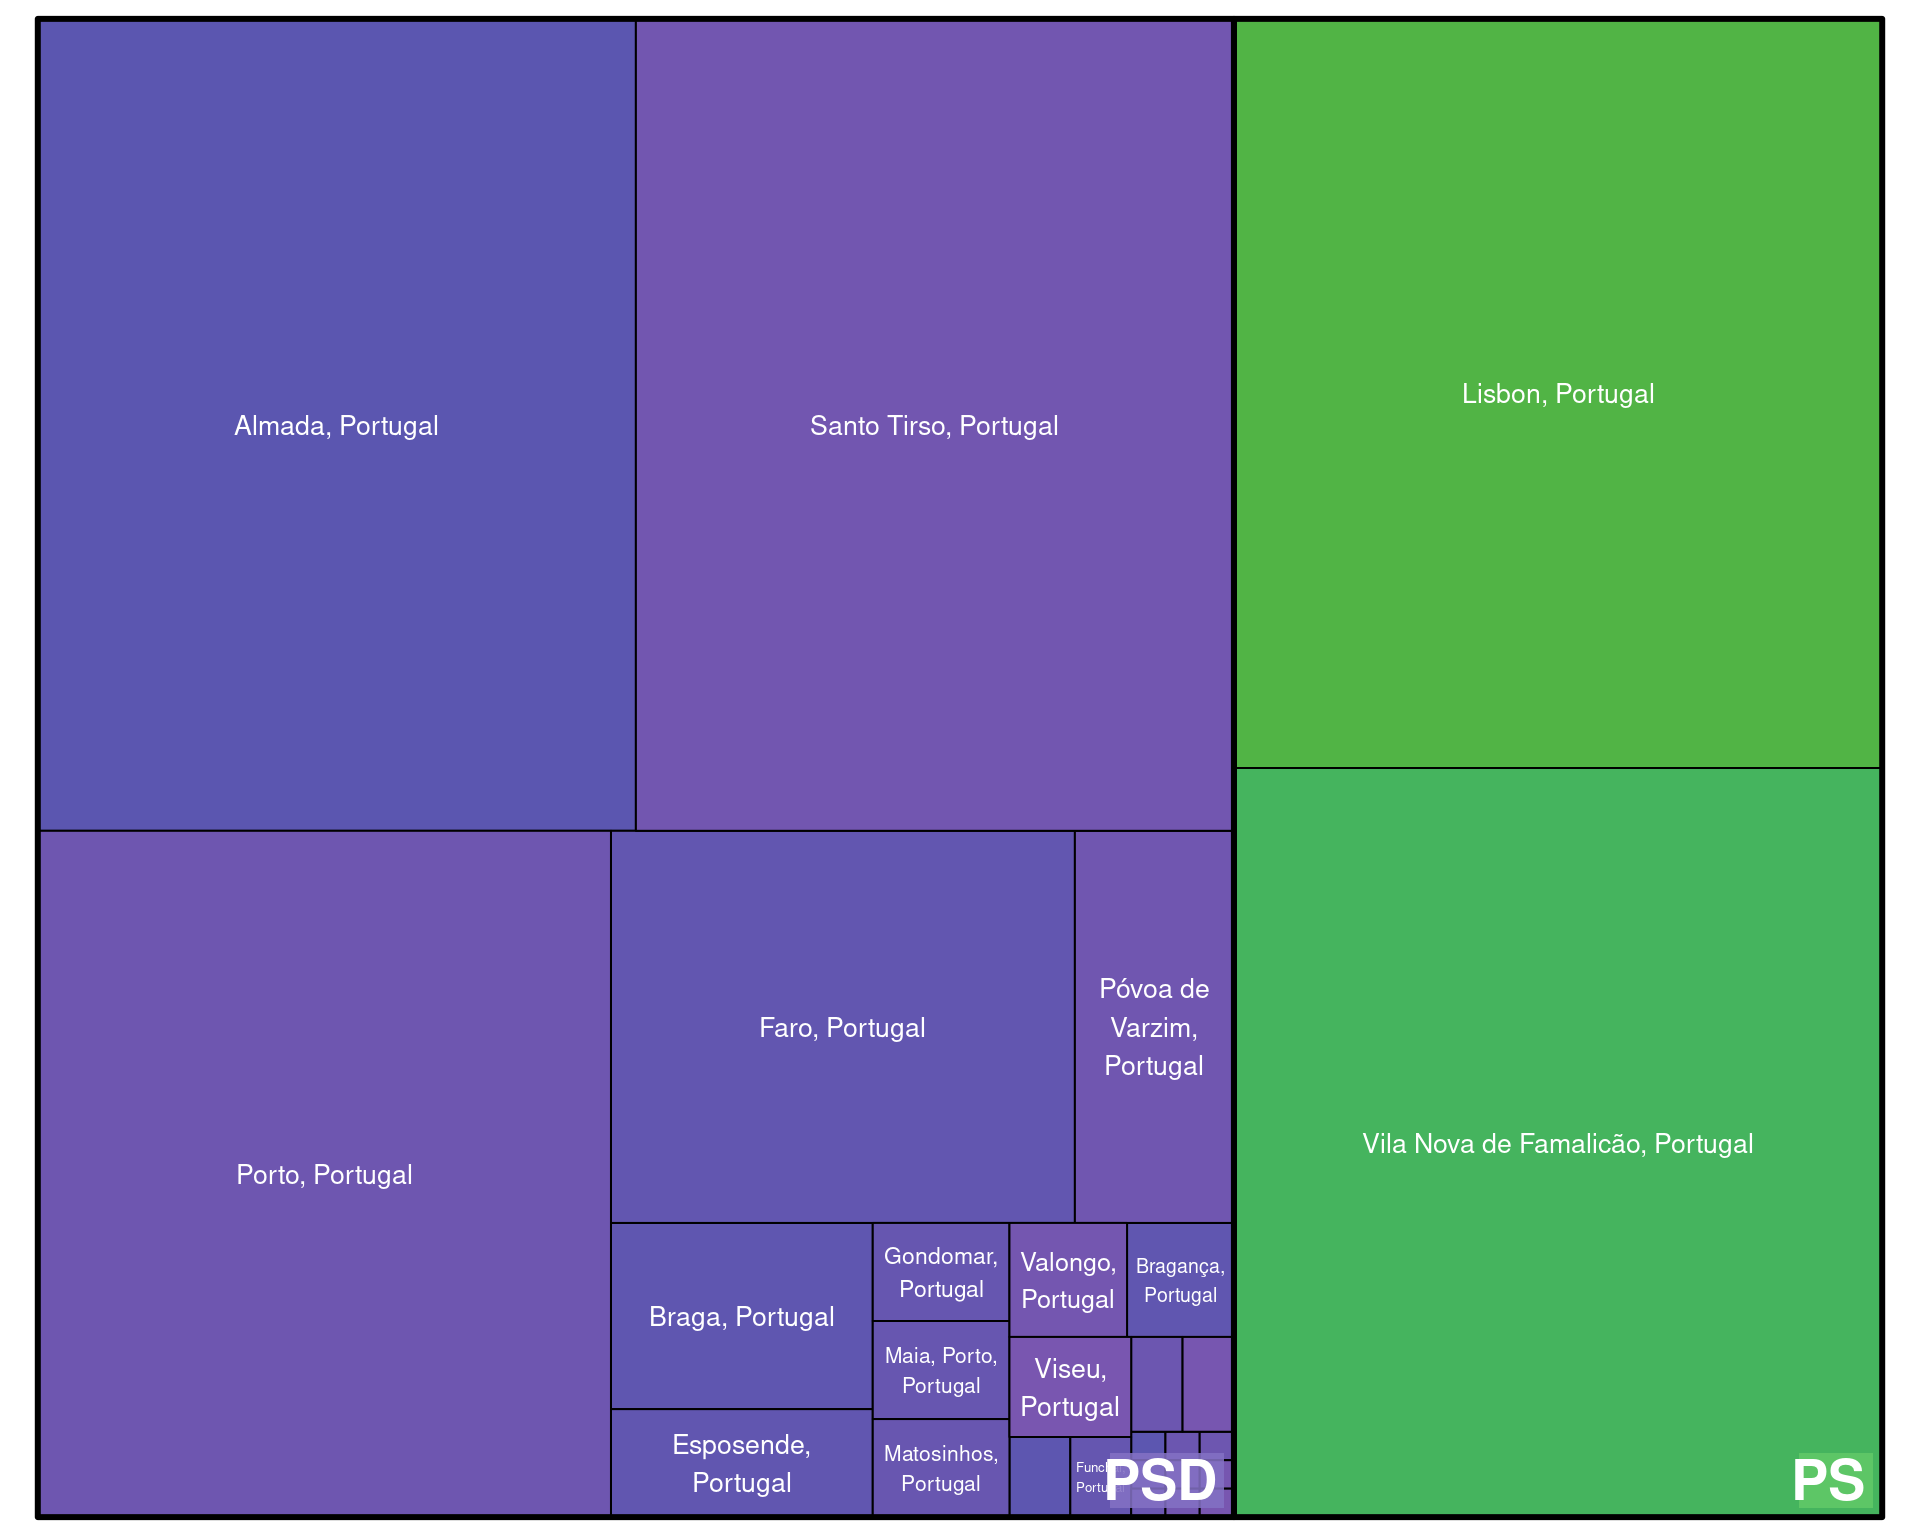 Almada, Portugal
Santo Tirso, Portugal
Lisbon, Portugal
Porto, Portugal
Faro, Portugal
Póvoa de
Varzim,
Portugal
Vila Nova de Famalicão, Portugal
Braga, Portugal
Gondomar,
Portugal
Valongo,
Portugal
Bragança,
Portugal
Maia, Porto,
Portugal
Viseu,
Portugal
Esposende,
Portugal
Matosinhos,
Portugal
PSD
PS